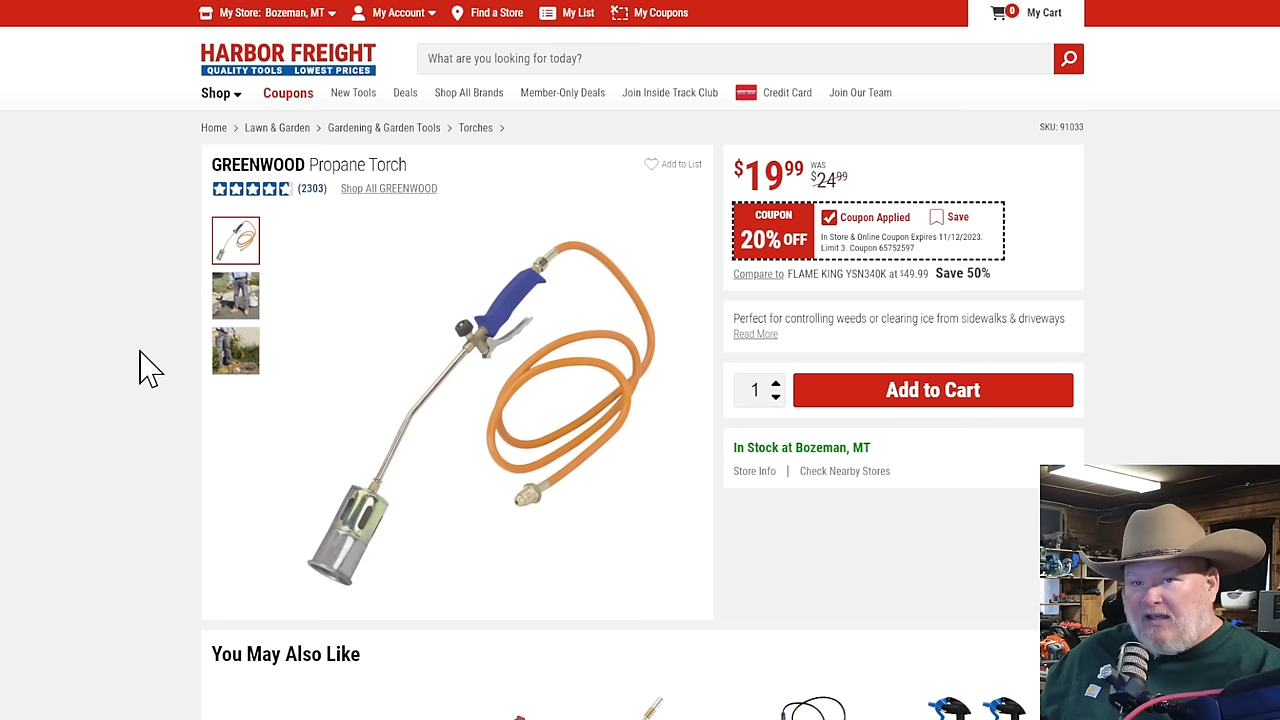 My Store: Bozeman, MT My Account Find a Store My List My Coupons 0 My Cart
HARBOR FREIGHT
QUALITY TOOLS LOWEST PRICES
What are you looking for today?
Shop Coupons New Tools Deals Shop All Brands Member-Only Deals Join Inside Track Club Credit Card Join Our Team
Home > Lawn & Garden > Gardening & Garden Tools > Torches >
SKU: 91033
GREENWOOD Propane Torch
Add to List
(2303) Shop All GREENWOOD
$19.99 WAS $24.99
COUPON
20% OFF
Coupon Applied Save
In Store & Online Coupon Expires 11/12/2023.
Limit 3. Coupon 65752597
Compare to FLAME KING YSN340K at $49.99 Save 50%
Perfect for controlling weeds or clearing ice from sidewalks & driveways
Read More
1 Add to Cart
In Stock at Bozeman, MT
Store Info | Check Nearby Stores
You May Also Like